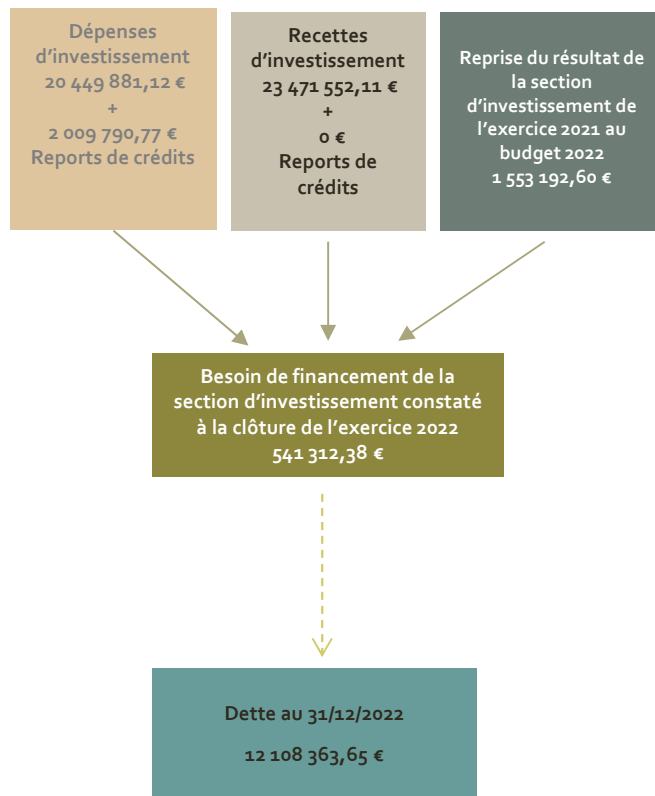 Dépenses
d’investissement
20 449 881,12 €
+
2 009 790,77 €
Reports de crédits
Recettes
d’investissement
23 471 552,11 €
+
0 €
Reports de
crédits
Reprise du résultat de
la section
d’investissement de
l’exercice 2021 au
budget 2022
1 553 192,60 €
Besoin de financement de la
section d’investissement constaté
à la clôture de l’exercice 2022
541 312,38 €
Dette au 31/12/2022
12 108 363,65 €